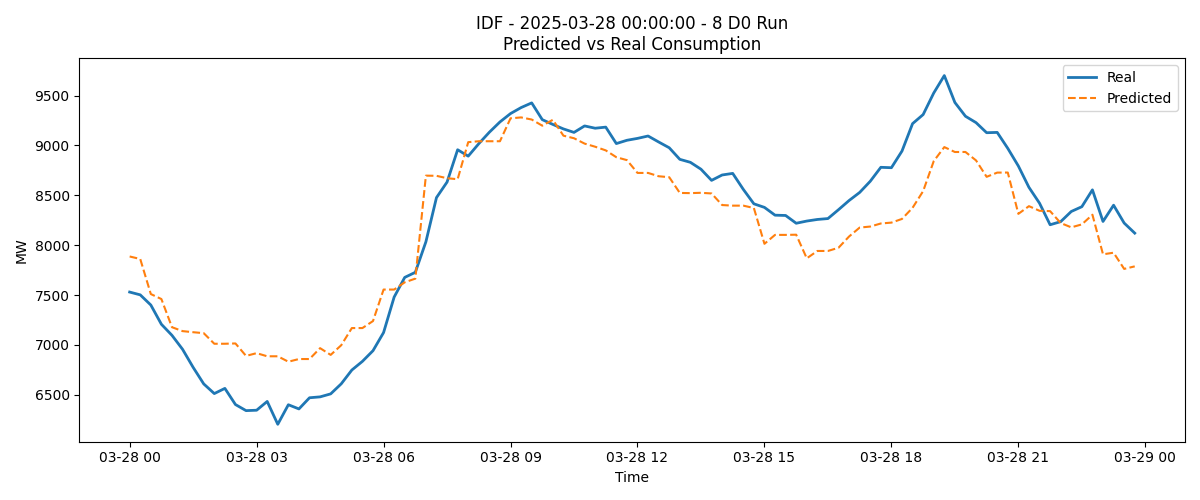 IDF - 2025-03-28 00:00:00 - 8 D0 Run
Predicted vs Real Consumption
Real
Predicted
MW
9500
9000
8500
8000
7500
7000
6500
03-28 00
03-28 03
03-28 06
03-28 09
03-28 12
03-28 15
03-28 18
03-28 21
03-29 00
Time